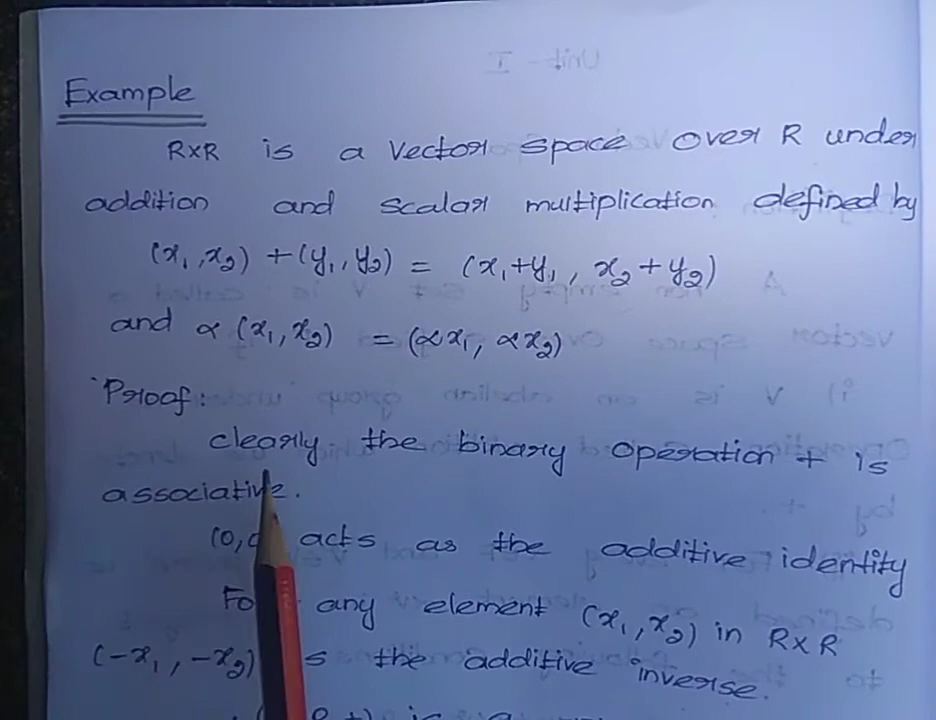 Example
R×R is a vector space over R under
addition and scalar multiplication defined by
(x₁, x₂) + (y₁, y₂) = (x₁+y₁, x₂+y₂)
and α (x₁, x₂) = (αx₁, αx₂)
Proof:
clearly the binary operation + is
associative.
(0, acts as the additive identity
any element (x₁, x₂) in R×R
(-x₁, -x₂) the additive inverse.
is a